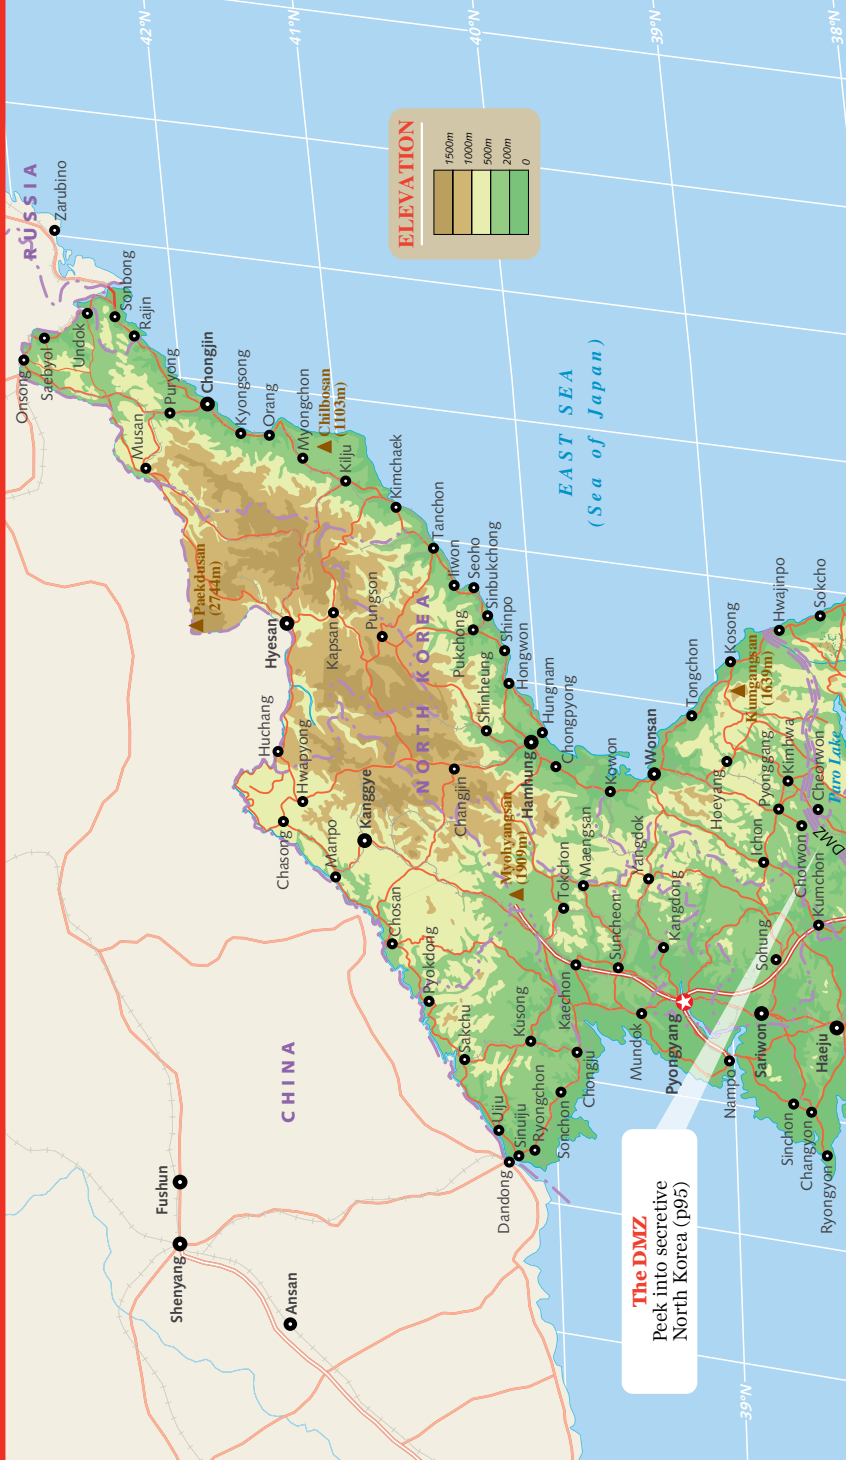 42°N
41°N
40°N
39°N
38°N
RUSSIA
Zarubino
ELEVATION
1500m
1000m
500m
200m
0
Onsong
Saebyol
Undok
Sonbong
Rajin
Musan
Puryong
Chongjin
Kyongsong
Orang
Myongchon
Chilbosan
(1103m)
Kilju
Kimchaek
Tanchon
Iiwon
Seoho
Sinbukchong
Pukchong
Shinpo
Hongwon
Shinheung
Hungnam
Hamhung
Chongpyong
Paekdusan
(2744m)
Hyesan
Kapsan
Pungson
NORTH KOREA
EAST SEA
(Sea of Japan)
Huchang
Hwapyong
Chasong
Kanggye
Manpo
Changjin
Myohyangsan
(1909m)
Chosan
Pyokdong
Sakchu
Kusong
Uiju
Sinuiju
Ryongchon
Dandong
Sonchon
Chongju
Kaechon
Tokchon
Maengsan
Suncheon
Yangdok
Kangdong
Kowon
Wonsan
Tongchon
Kosong
Kumgangsan
(1639m)
Hwajinpo
Sokcho
Hoeyang
Pyonggang
Kimhwa
Cheorwon
Paro Lake
DMZ
Ichon
Chorwon
Kumchon
Sohung
Mundok
Pyongyang
Nampo
Sariwon
Haeju
Sinchon
Changyon
Ryongyon
CHINA
Fushun
Shenyang
Ansan
The DMZ
Peek into secretive
North Korea (p95)
39°N